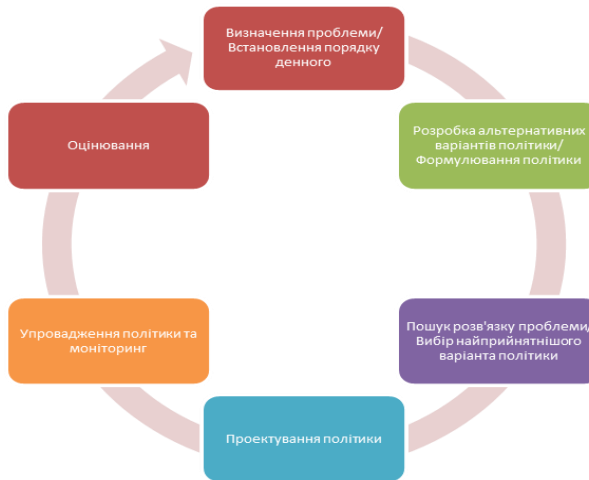 Визначення проблеми/
Встановлення порядку
денного
Розробка альтернативних
варіантів політики/
Формулювання політики
Пошук розв'язку проблеми/
Вибір найприйнятнішого
варіанта політики
Проектування політики
Упровадження політики та
моніторинг
Оцінювання